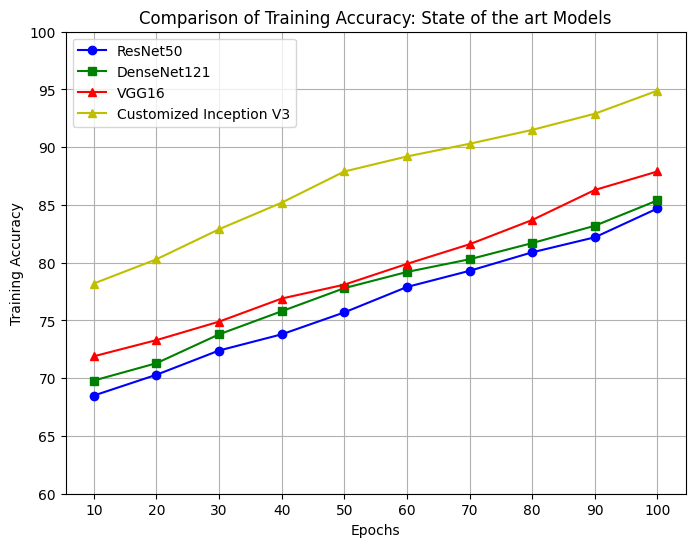 Comparison of Training Accuracy: State of the art Models
100
95
90
85
80
75
70
65
60
Training Accuracy
ResNet50
DenseNet121
VGG16
Customized Inception V3
10 20 30 40 50 60 70 80 90 100
Epochs